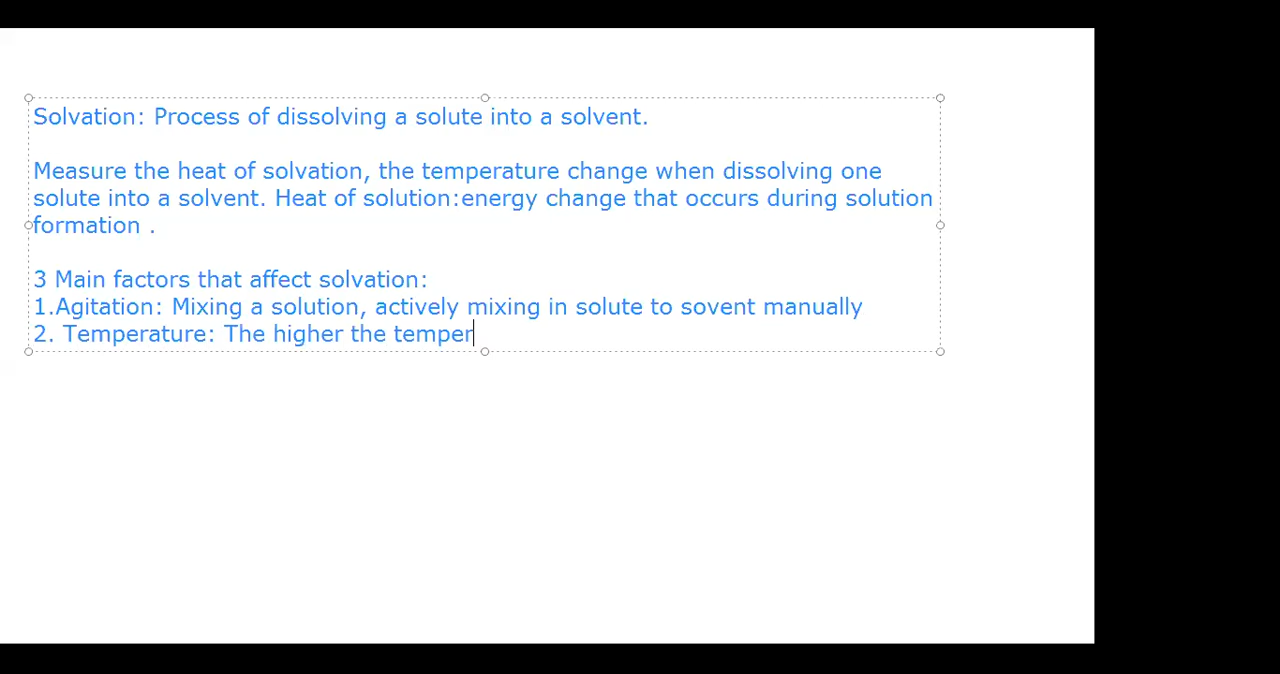 Solvation: Process of dissolving a solute into a solvent.
Measure the heat of solvation, the temperature change when dissolving one
solute into a solvent. Heat of solution:energy change that occurs during solution
formation .
3 Main factors that affect solvation:
1.Agitation: Mixing a solution, actively mixing in solute to sovent manually
2. Temperature: The higher the temper